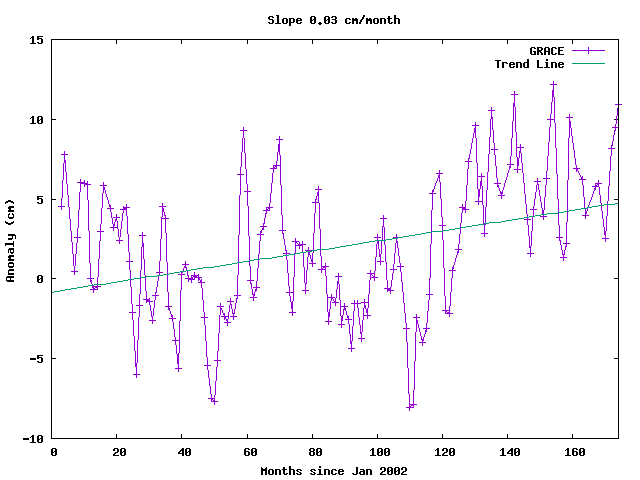 Slope 0.03 cm/month
15
GRACE
Trend Line
10
5
Anomaly (cm)
0
-5
-10
0 20 40 60 80 100 120 140 160
Months since Jan 2002